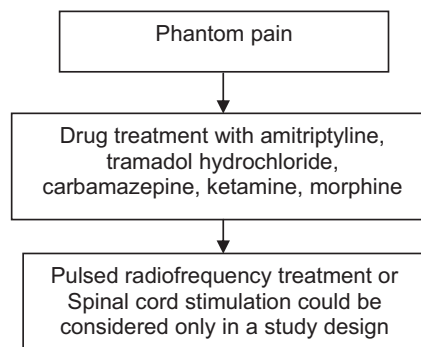 Phantom pain
Drug treatment with amitriptyline,
tramadol hydrochloride,
carbamazepine, ketamine, morphine
Pulsed radiofrequency treatment or
Spinal cord stimulation could be
considered only in a study design